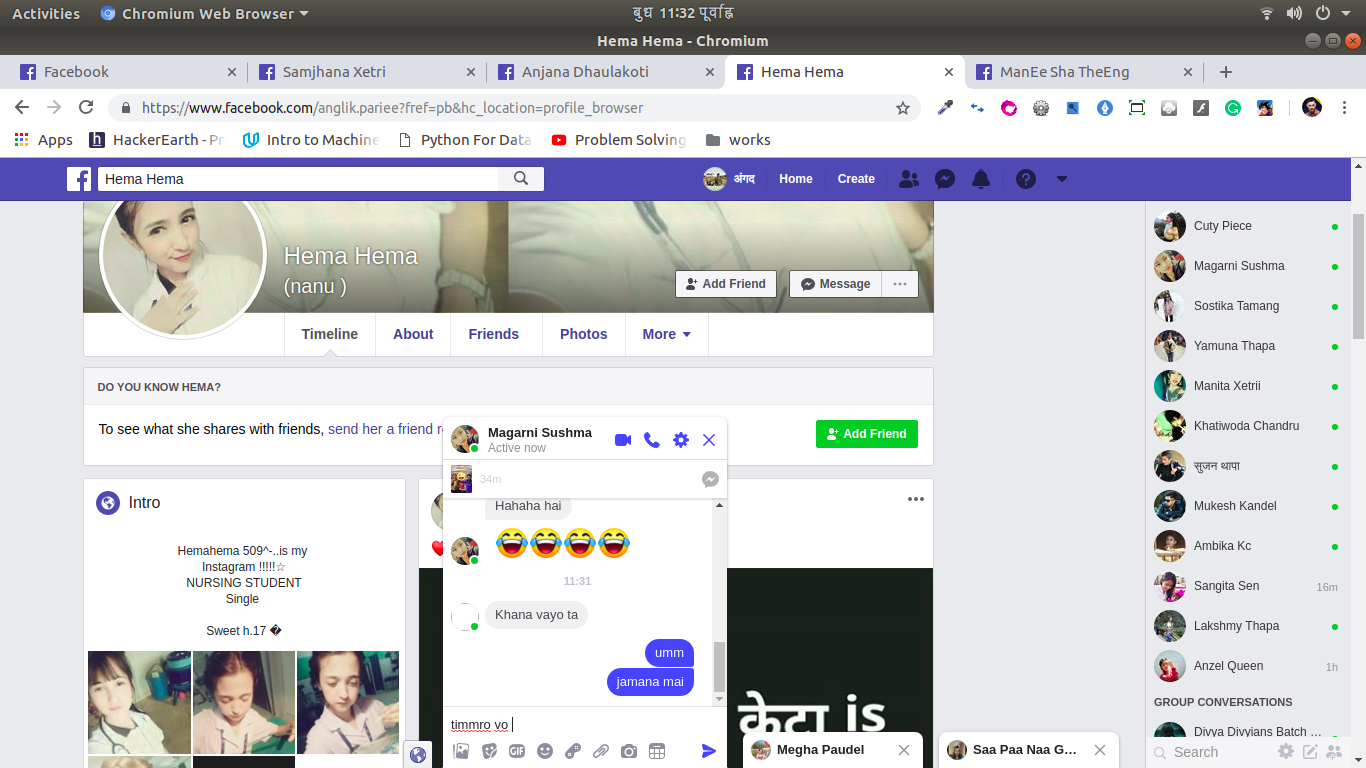 Activities
Chromium Web Browser
बुध 11:32 पूर्वाह्न
Hema Hema - Chromium
Facebook
Samjhana Xetri
Anjana Dhaulakoti
Hema Hema
ManEe Sha TheEng
https://www.facebook.com/anglik.pariee?fref=pb&hc_location=profile_browser
Apps
HackerEarth - Pr
Intro to Machine
Python For Data
Problem Solving
works
Hema Hema
अंगद
Home
Create
Hema Hema
(nanu )
Add Friend
Message
Timeline
About
Friends
Photos
More
DO YOU KNOW HEMA?
To see what she shares with friends, send her a friend r
Add Friend
Intro
Hemahema 509^-..is my
Instagram !!!!!☆
NURSING STUDENT
Single
Sweet h.17 �
Magarni Sushma
Active now
34m
Hahaha hai
😂😂😂😂
11:31
Khana vayo ta
umm
jamana mai
timmro vo
GIF
केटा is
Megha Paudel
Saa Paa Naa G...
Cuty Piece
Magarni Sushma
Sostika Tamang
Yamuna Thapa
Manita Xetrii
Khatiwoda Chandru
सुजन थापा
Mukesh Kandel
Ambika Kc
Sangita Sen 16m
Lakshmy Thapa
Anzel Queen 1h
GROUP CONVERSATIONS
Divya Divyians Batch ...
Search